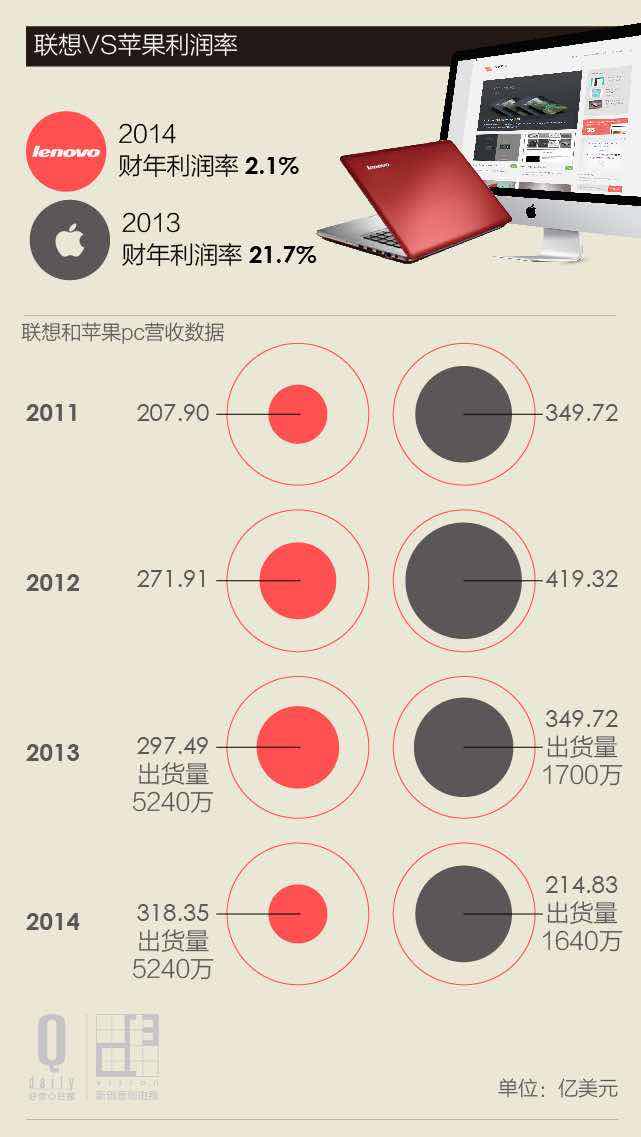 联想VS苹果利润率
lenovo
2014
财年利润率 2.1%
2013
财年利润率 21.7%
lenovo
联想和苹果pc营收数据
2011
207.90
349.72
2012
271.91
419.32
2013
297.49
出货量
5240万
349.72
出货量
1700万
2014
318.35
出货量
5240万
214.83
出货量
1640万
Q
daily
vision
单位：亿美元